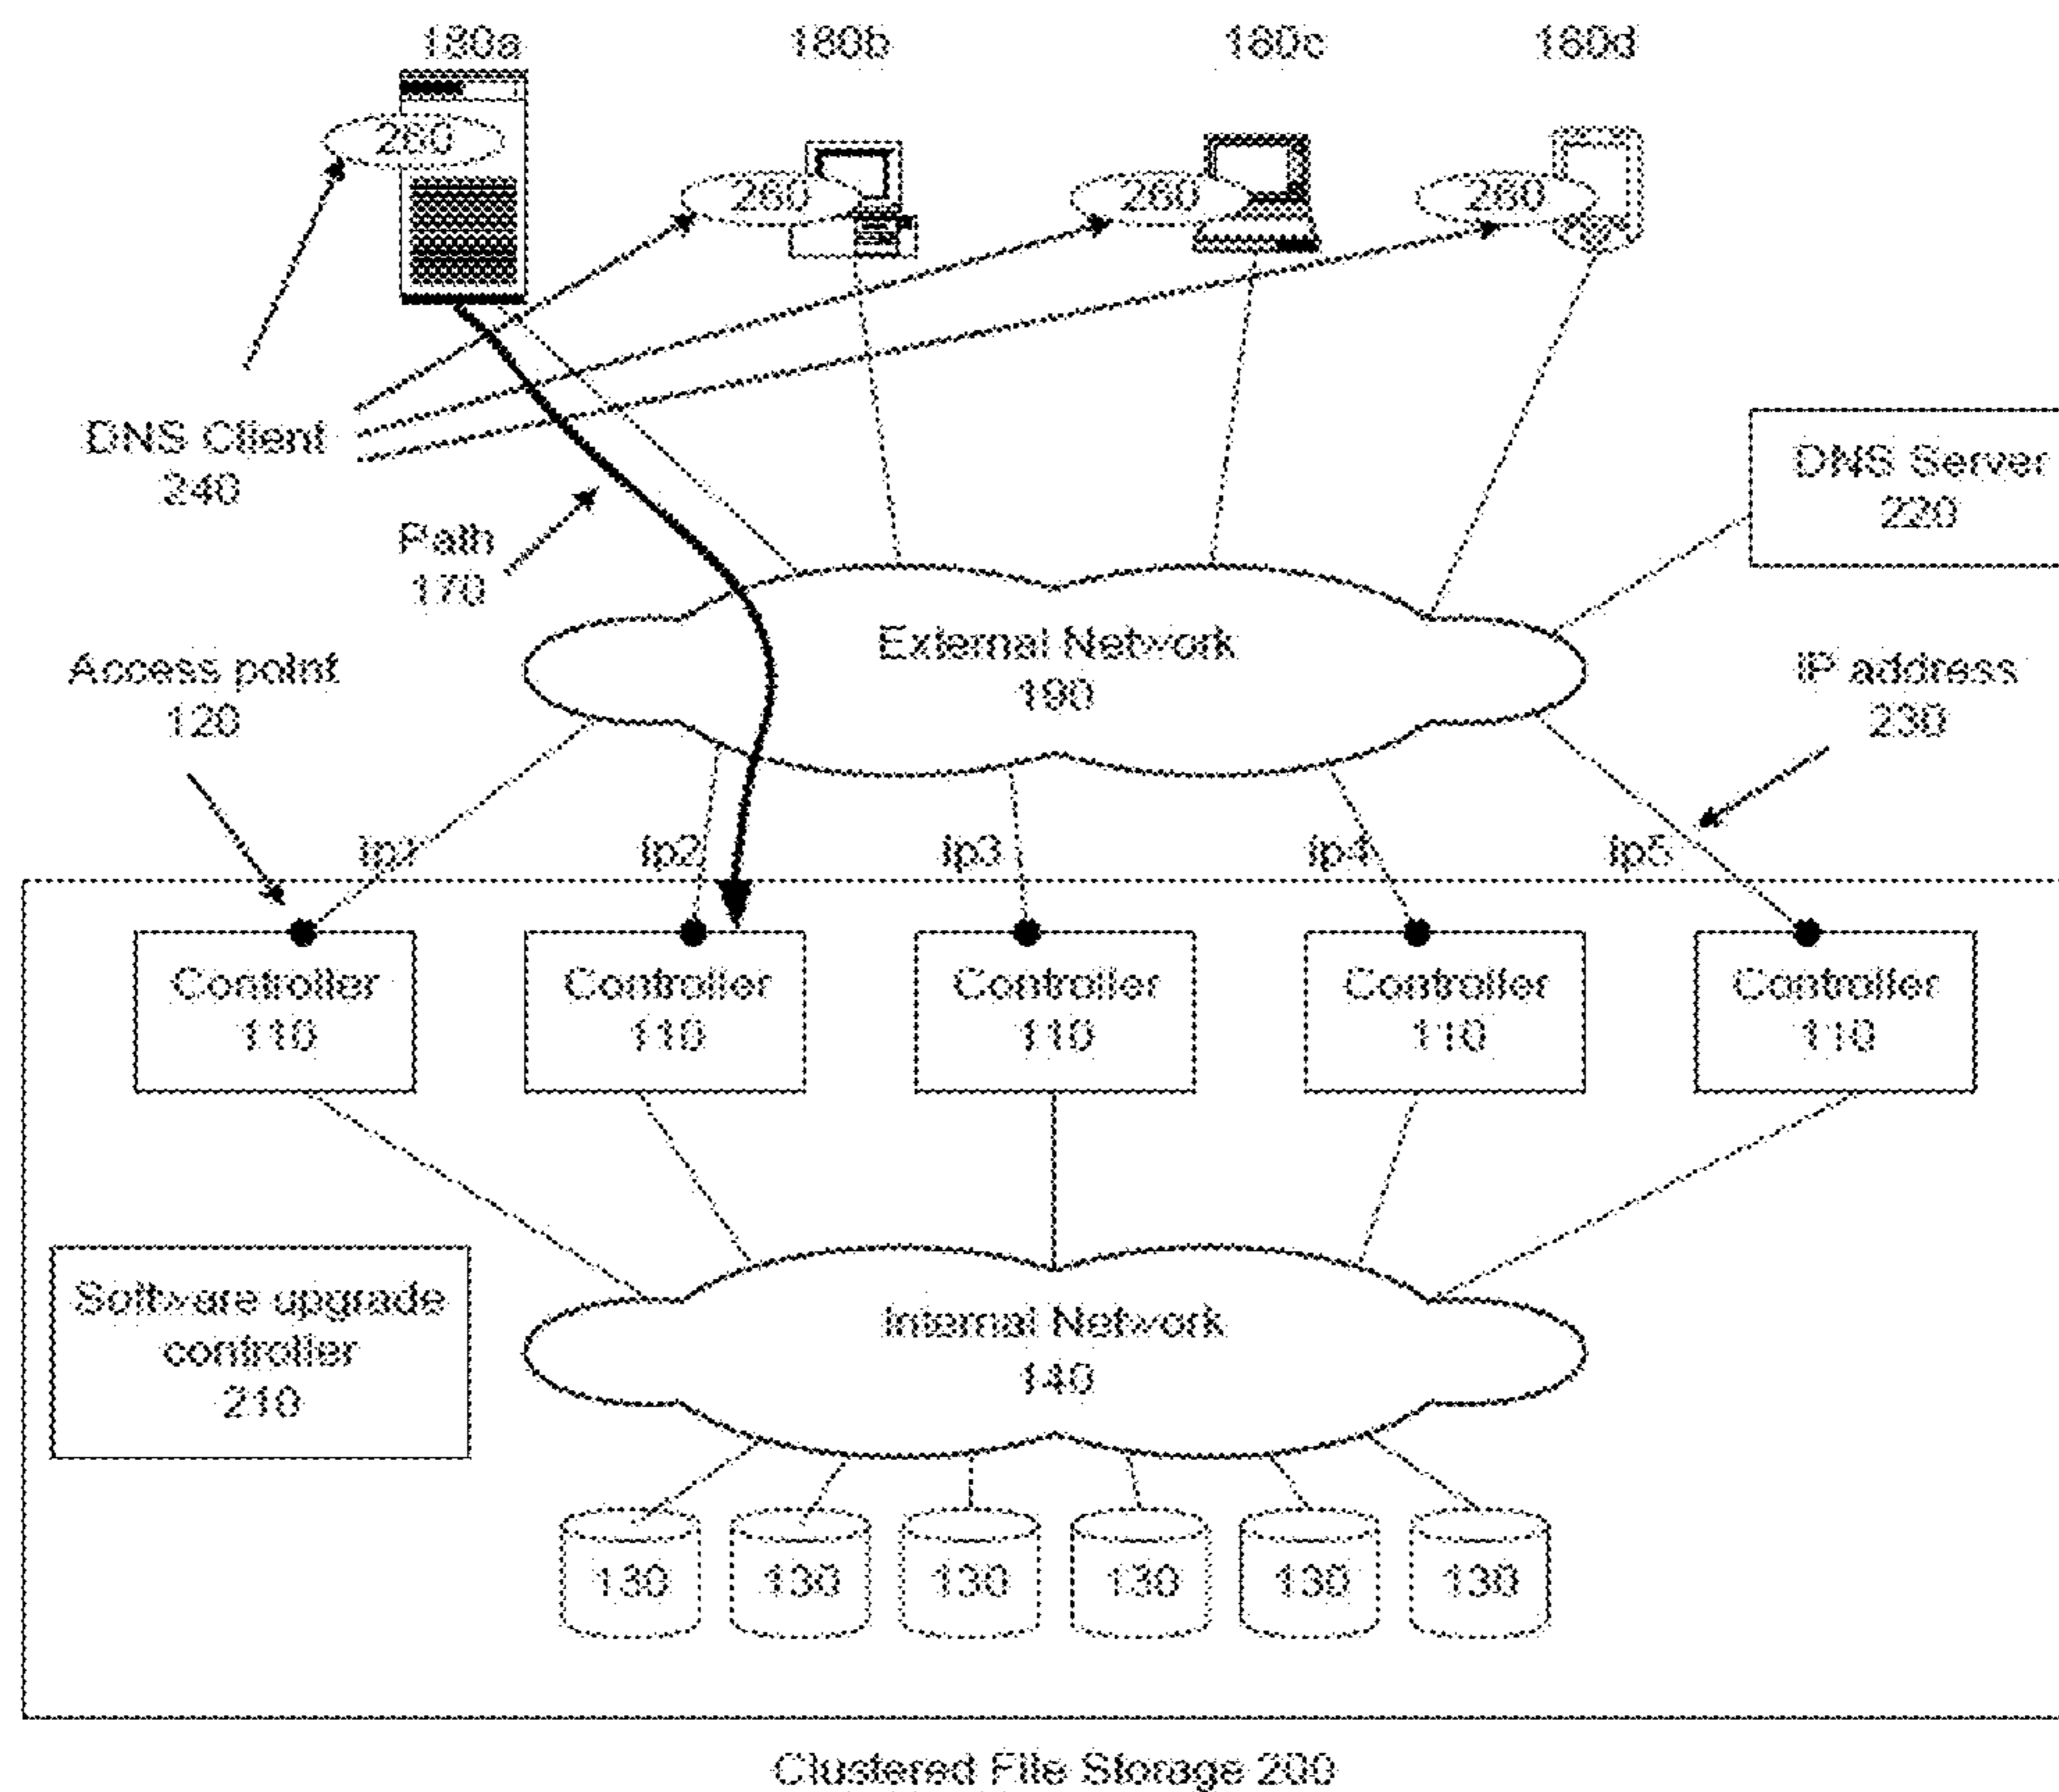 180a 180b 180c 180d
260
260 260 260
DNS Client
240
DNS Server
220
Path
170
External Network
190
Access point
120
IP address
230
ip1 ip2 ip3 ip4 ip5
Controller Controller Controller Controller Controller
110 110 110 110 110
Software upgrade
controller
210
Internal Network
140
130 130 130 130 130 130
Clustered File Storage 200